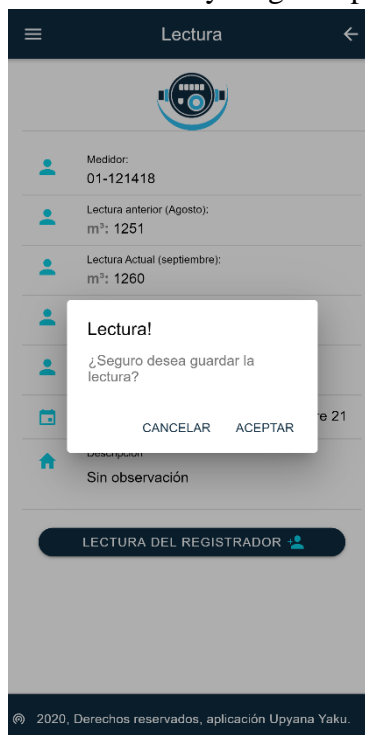 Lectura
Medidor:
01-121418
Lectura anterior (Agosto):
m³: 1251
Lectura Actual (septiembre):
m³: 1260
Lectura!
¿Seguro desea guardar la
lectura?
CANCELAR ACEPTAR
re 21
Descripción
Sin observación
LECTURA DEL REGISTRADOR
2020, Derechos reservados, aplicación Upyana Yaku.